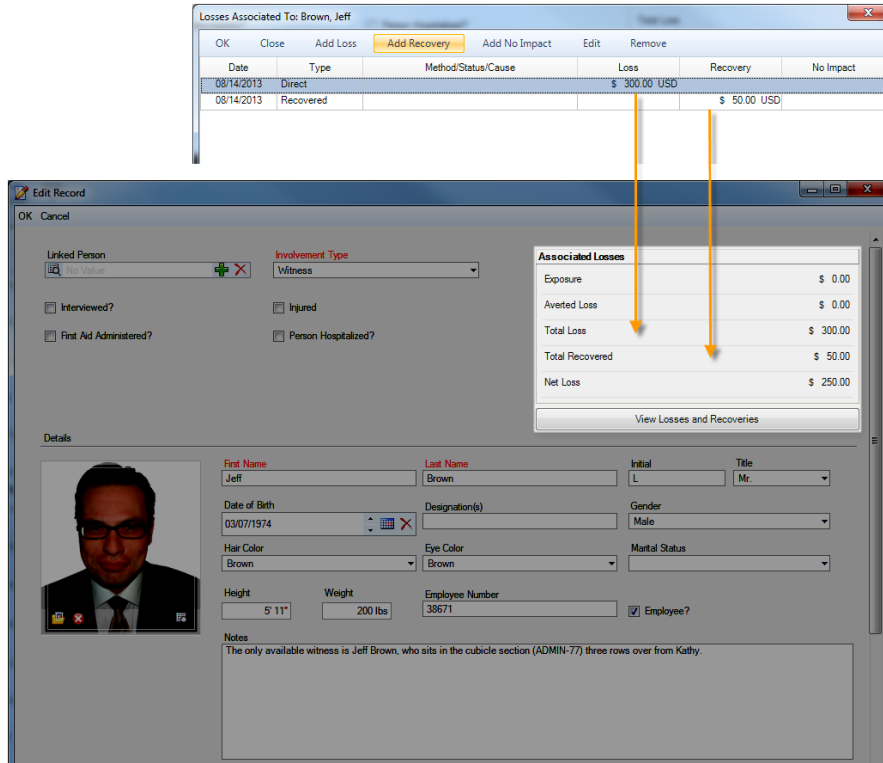 Losses Associated To: Brown, Jeff
OK Close Add Loss Add Recovery Add No Impact Edit Remove
Date Type Method/Status/Cause Loss Recovery No Impact
08/14/2013 Direct $ 300.00 USD
08/14/2013 Recovered $ 50.00 USD
Edit Record
OK Cancel
Linked Person Involvement Type
No Value Witness
Interviewed? Injured
First Aid Administered? Person Hospitalized?
Associated Losses
Exposure $ 0.00
Averted Loss $ 0.00
Total Loss $ 300.00
Total Recovered $ 50.00
Net Loss $ 250.00
View Losses and Recoveries
Details
First Name Last Name Initial Title
Jeff Brown L Mr.
Date of Birth Designation(s) Gender
03/07/1974 Male
Hair Color Eye Color Marital Status
Brown Brown
Height Weight Employee Number
5' 11" 200 lbs 38671 Employee?
Notes
The only available witness is Jeff Brown, who sits in the cubicle section (ADMIN-77) three rows over from Kathy.